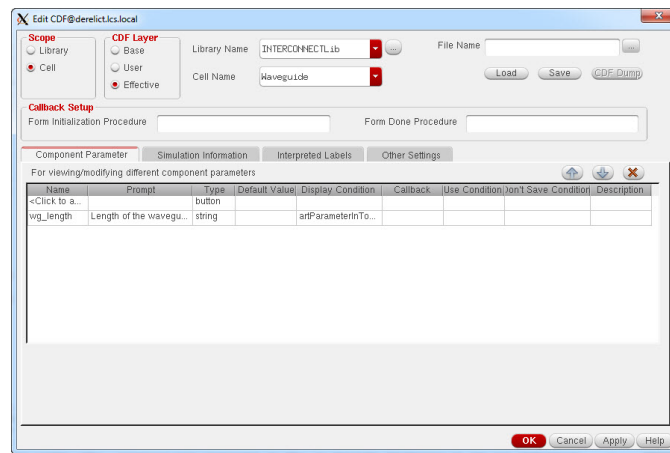 Edit CDF@derelict.lcs.local
Scope
Library
Cell
CDF Layer
Base
User
Effective
Library Name INTERCONNECTLib ...
Cell Name Waveguide
File Name ...
Load Save CDF Dump
Callback Setup
Form Initialization Procedure Form Done Procedure
Component Parameter Simulation Information Interpreted Labels Other Settings
For viewing/modifying different component parameters
Name Prompt Type Default Value Display Condition Callback Use Condition Don't Save Condition Description
<Click to a... button
wg_length Length of the wavegu... string artParameterInTo...
OK Cancel Apply Help